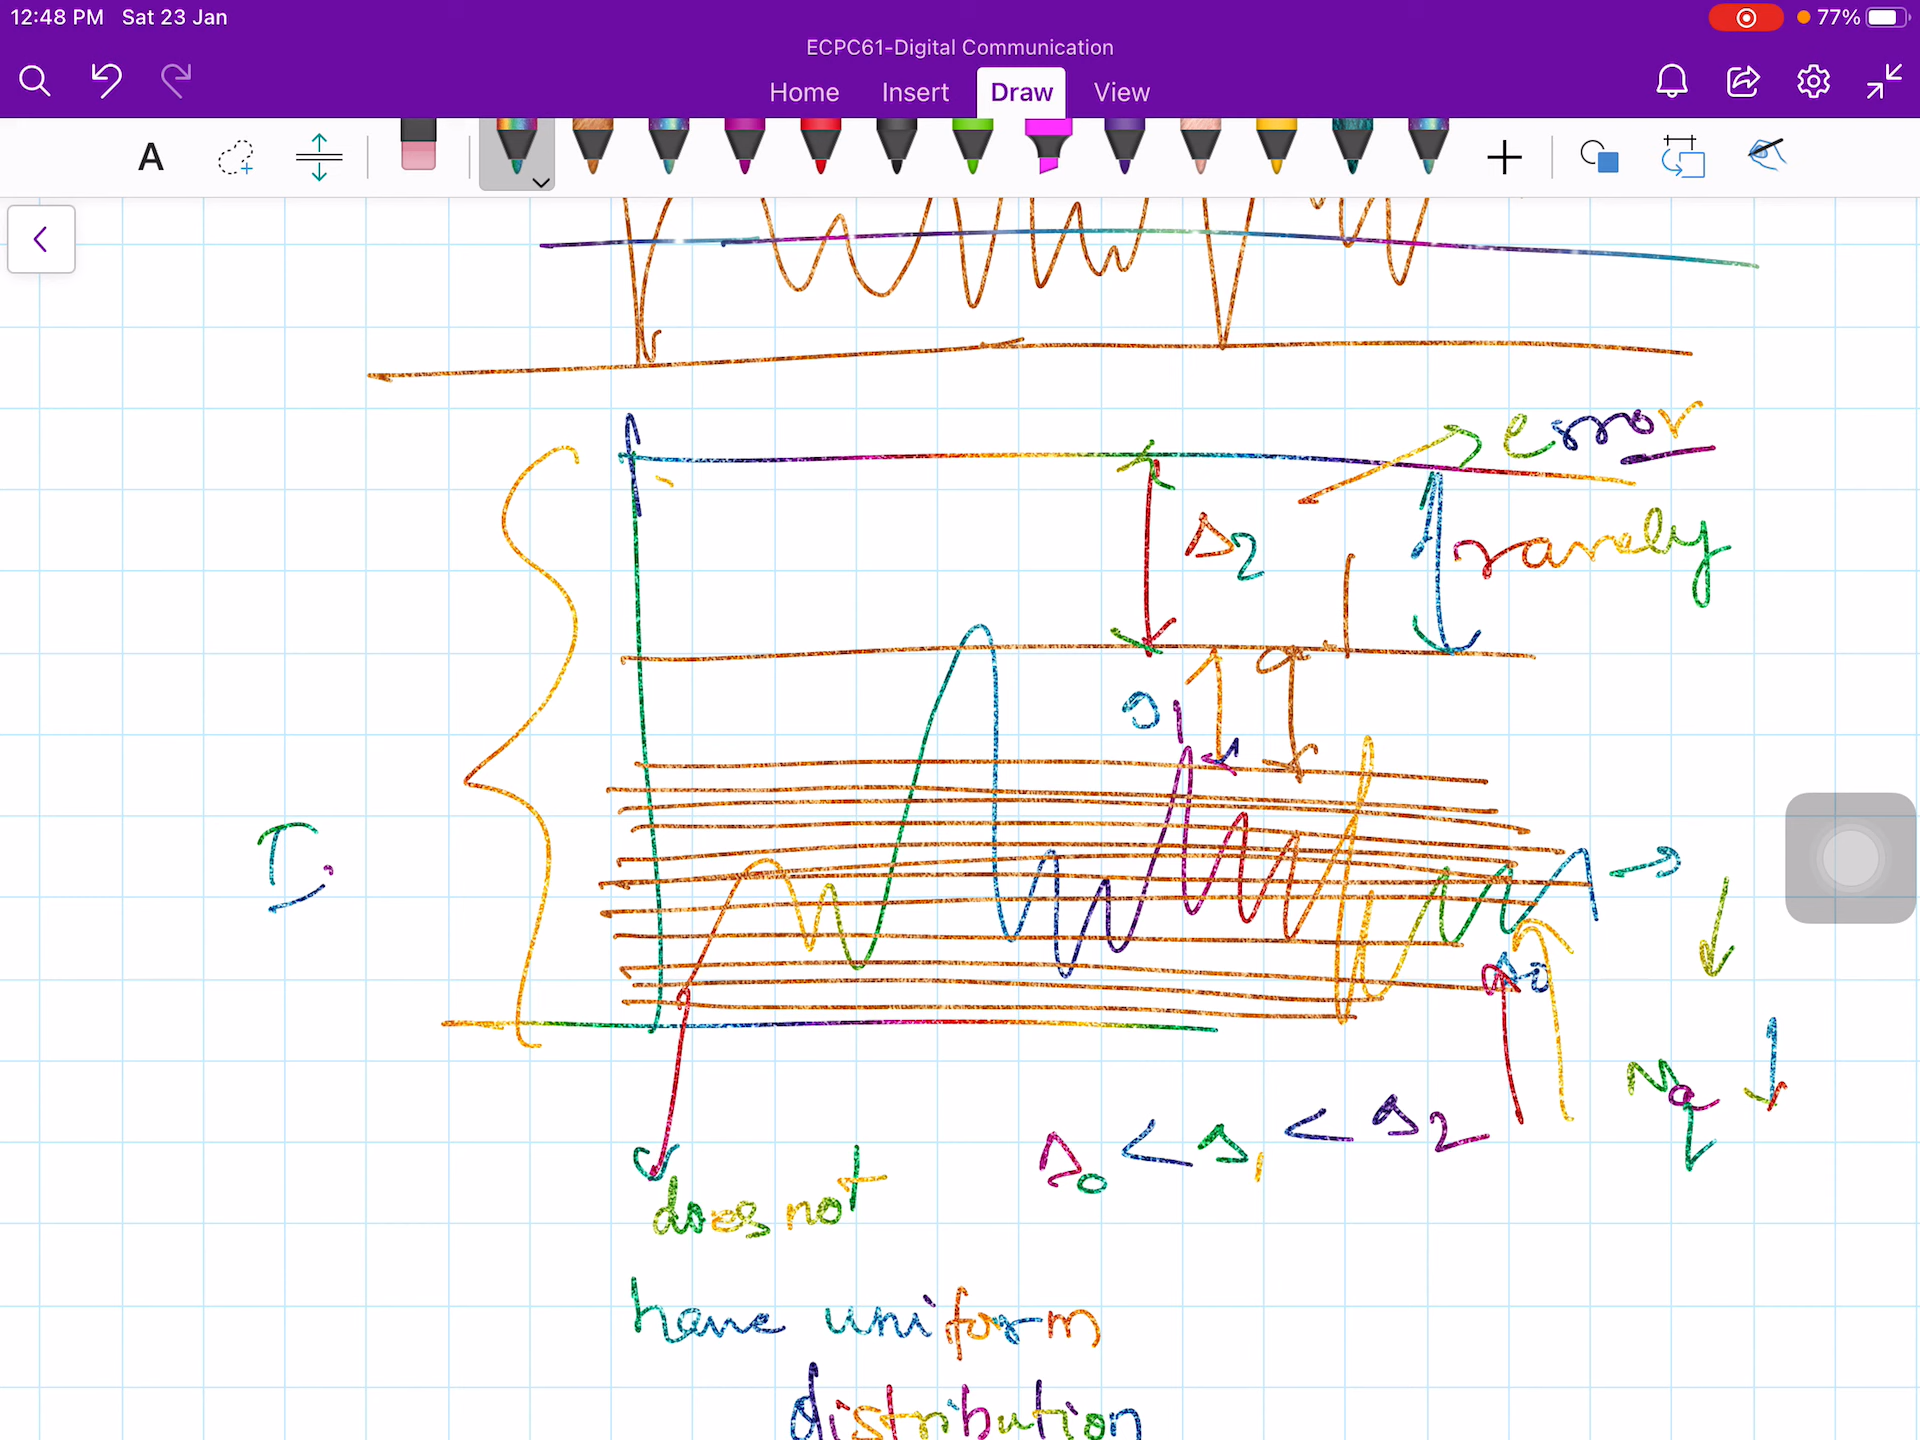 12:48 PM Sat 23 Jan
77%
ECPC61-Digital Communication
Home Insert Draw View
A
error
Δ2 rarely
Δ1
Δ0
Nq ↓
Δ0 < Δ1 < Δ2
does not
have uniform
distribution